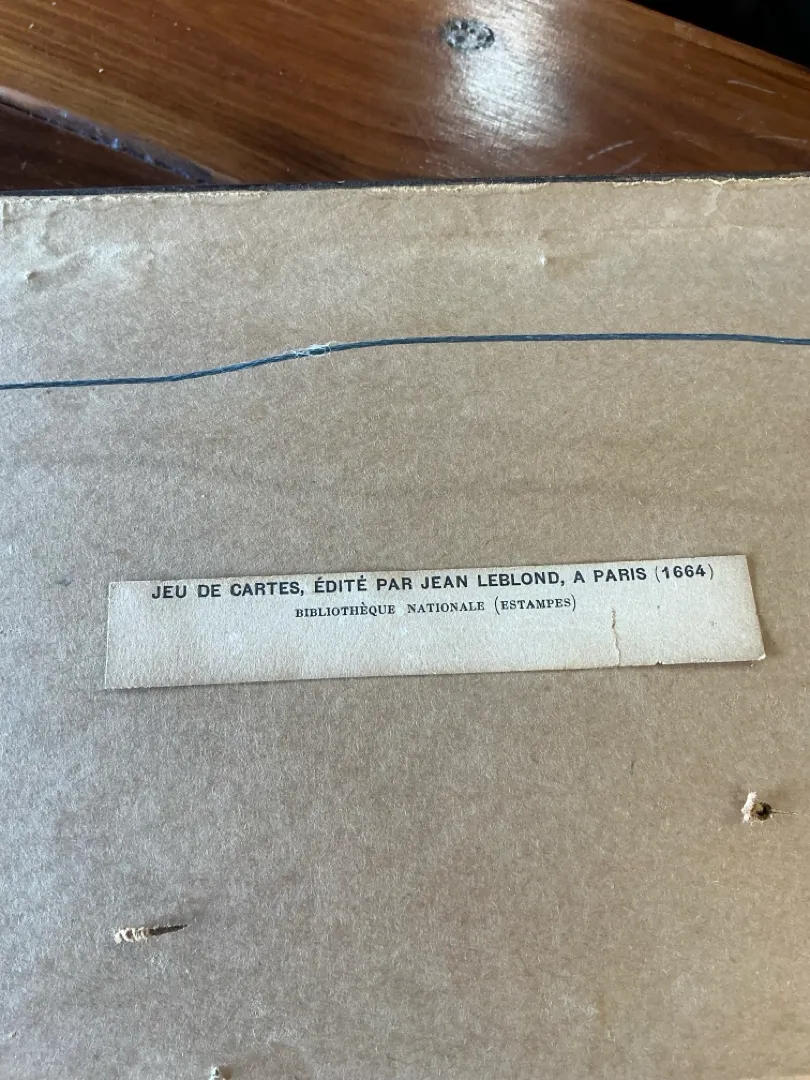 JEU DE CARTES, ÉDITÉ PAR JEAN LEBLOND, A PARIS (1664)
BIBLIOTHÈQUE NATIONALE (ESTAMPES)